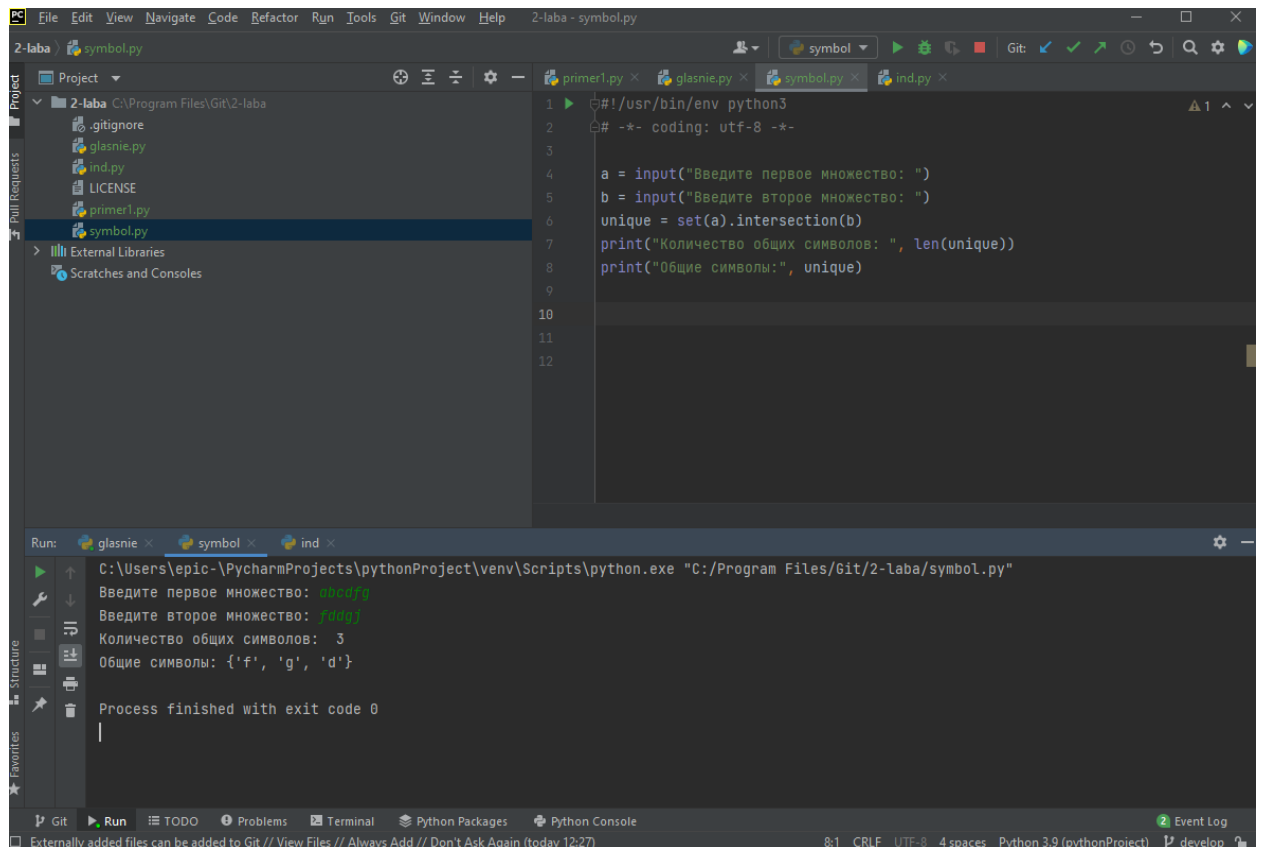 PC File Edit View Navigate Code Refactor Run Tools Git Window Help 2-laba - symbol.py
2-laba symbol.py symbol Git:
Project
primer1.py glasnie.py symbol.py ind.py
Project
Pull Requests
2-laba C:\Program Files\Git\2-laba
.gitignore
glasnie.py
ind.py
LICENSE
primer1.py
symbol.py
External Libraries
Scratches and Consoles
1 #!/usr/bin/env python3
2 # -*- coding: utf-8 -*-
3
4 a = input("Введите первое множество: ")
5 b = input("Введите второе множество: ")
6 unique = set(a).intersection(b)
7 print("Количество общих символов: ", len(unique))
8 print("Общие символы:", unique)
9
10
11
12
1
Run: glasnie symbol ind
C:\Users\epic-\PycharmProjects\pythonProject\venv\Scripts\python.exe "C:/Program Files/Git/2-laba/symbol.py"
Введите первое множество: abcdfg
Введите второе множество: fddgj
Количество общих символов:  3
Общие символы: {'f', 'g', 'd'}
Process finished with exit code 0
Structure
Favorites
Git Run TODO Problems Terminal Python Packages Python Console 2 Event Log
Externally added files can be added to Git // View Files // Always Add // Don't Ask Again (today 12:27) 8:1 CRLF UTF-8 4 spaces Python 3.9 (pythonProject) develop